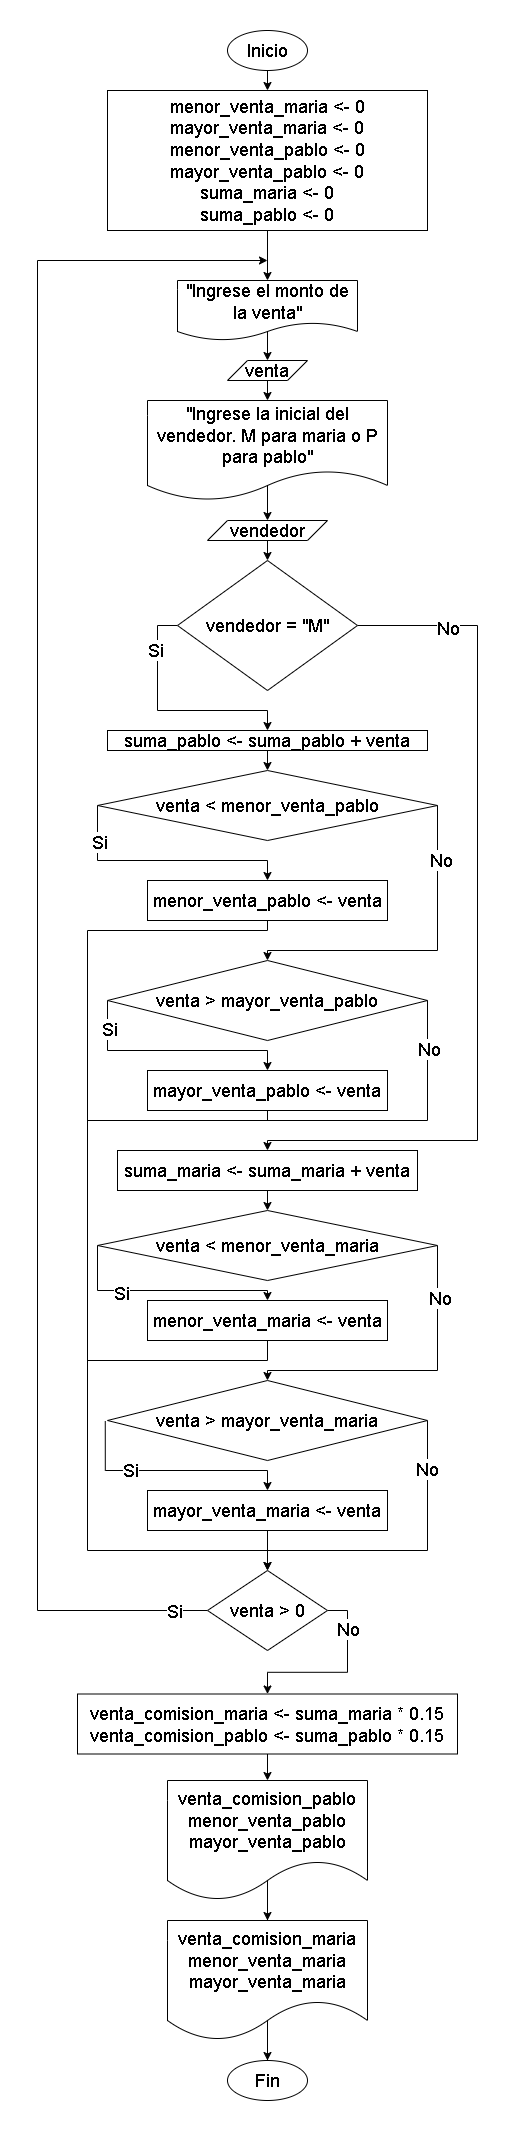 Inicio
menor_venta_maria <- 0
mayor_venta_maria <- 0
menor_venta_pablo <- 0
mayor_venta_pablo <- 0
suma_maria <- 0
suma_pablo <- 0
"Ingrese el monto de
la venta"
venta
"Ingrese la inicial del
vendedor. M para maria o P
para pablo"
vendedor
vendedor = "M"
No
Si
suma_pablo <- suma_pablo + venta
venta < menor_venta_pablo
Si
No
menor_venta_pablo <- venta
venta > mayor_venta_pablo
Si
No
mayor_venta_pablo <- venta
suma_maria <- suma_maria + venta
venta < menor_venta_maria
Si
No
menor_venta_maria <- venta
venta > mayor_venta_maria
Si
No
mayor_venta_maria <- venta
venta > 0
Si
No
venta_comision_maria <- suma_maria * 0.15
venta_comision_pablo <- suma_pablo * 0.15
venta_comision_pablo
menor_venta_pablo
mayor_venta_pablo
venta_comision_maria
menor_venta_maria
mayor_venta_maria
Fin